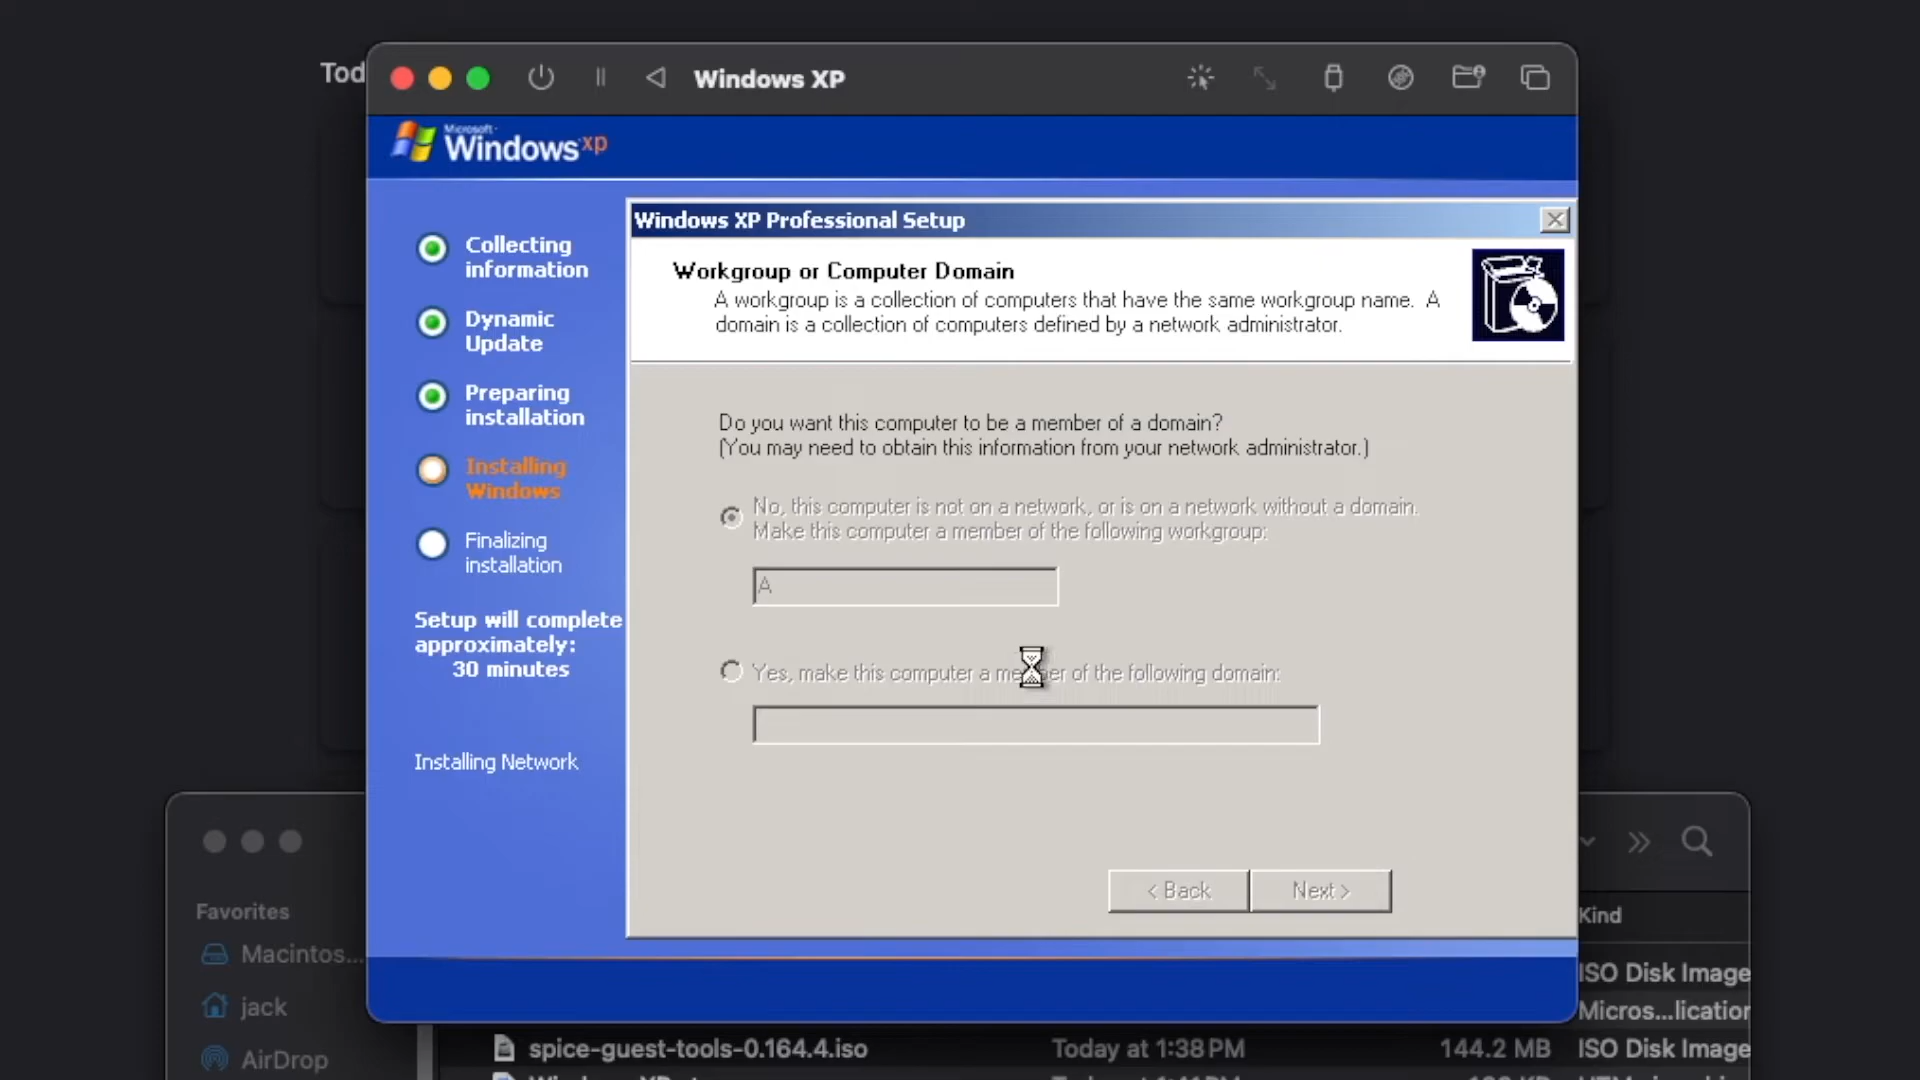 Tod
Windows XP
Microsoft
Windows xp
Collecting
information
Dynamic
Update
Preparing
installation
Installing
Windows
Finalizing
installation
Setup will complete
approximately:
30 minutes
Installing Network
Windows XP Professional Setup
Workgroup or Computer Domain
A workgroup is a collection of computers that have the same workgroup name. A
domain is a collection of computers defined by a network administrator.
Do you want this computer to be a member of a domain?
(You may need to obtain this information from your network administrator.)
No, this computer is not on a network, or is on a network without a domain.
Make this computer a member of the following workgroup:
A
Yes, make this computer a member of the following domain:
< Back
Next >
Favorites
Macintos...
jack
AirDrop
Kind
ISO Disk Image
Micros...lication
spice-guest-tools-0.164.4.iso Today at 1:38 PM 144.2 MB ISO Disk Image